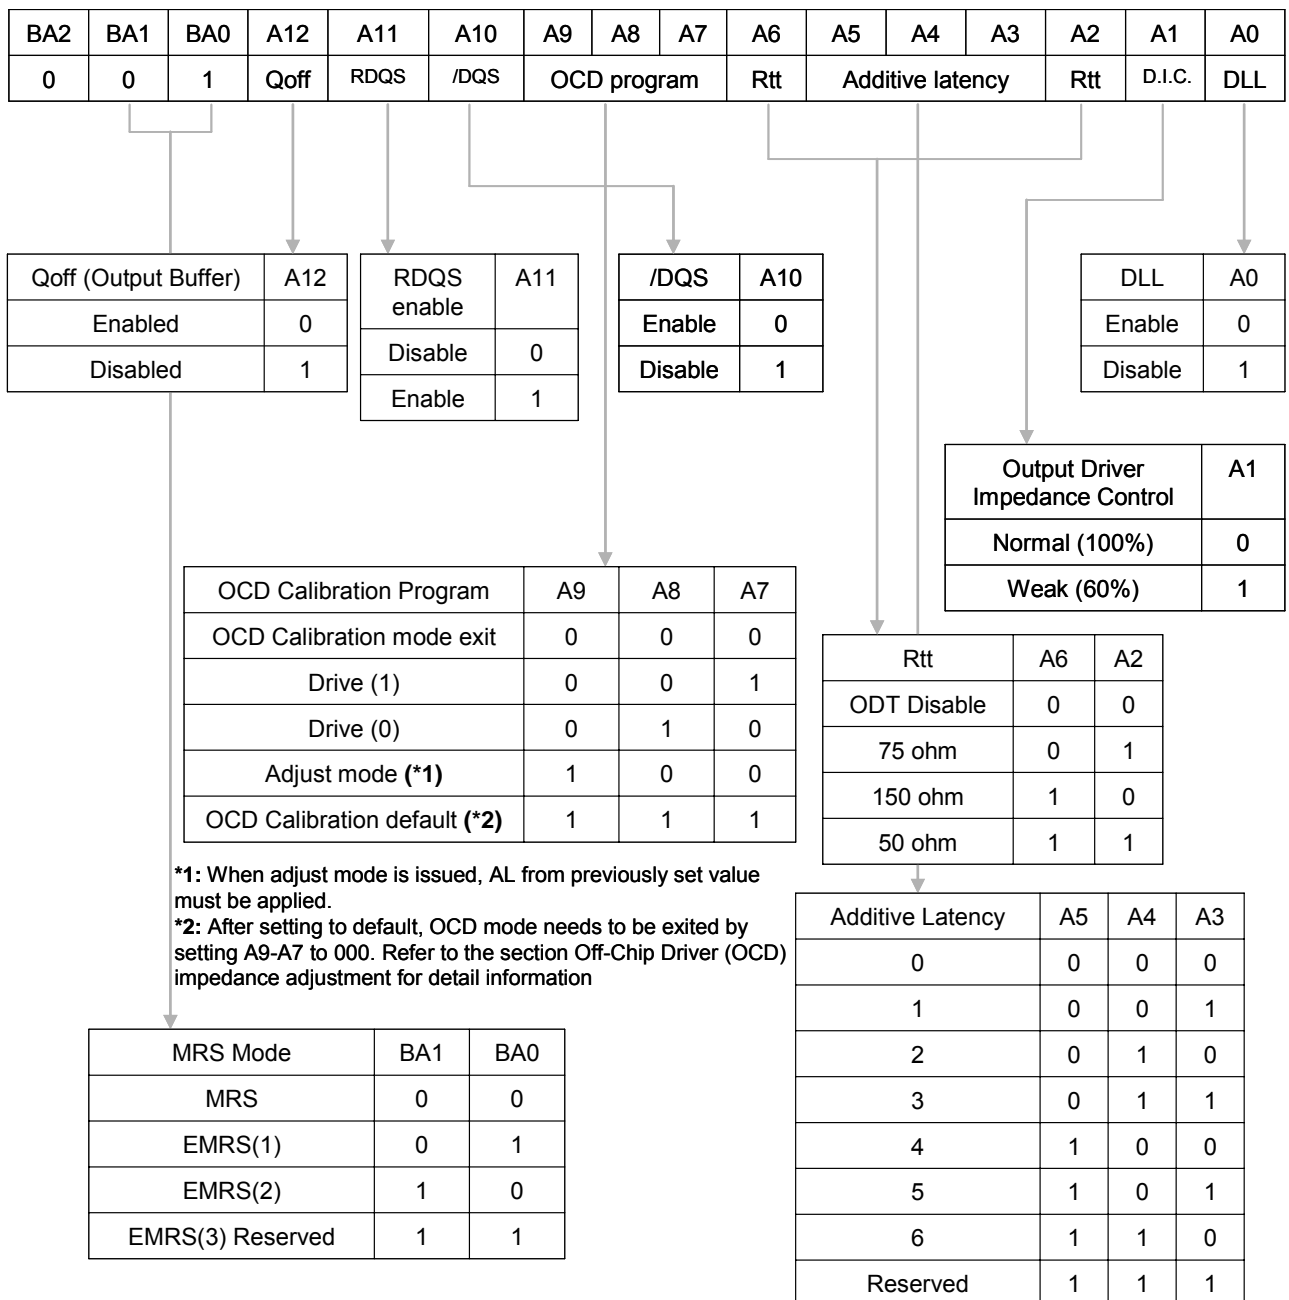 BA2 BA1 BA0 A12 A11 A10 A9 A8 A7 A6 A5 A4 A3 A2 A1 A0
0 0 1 Qoff RDQS /DQS OCD program Rtt Additive latency Rtt D.I.C. DLL
Qoff (Output Buffer) A12
Enabled 0
Disabled 1
RDQS A11
enable
Disable 0
Enable 1
/DQS A10
Enable 0
Disable 1
DLL A0
Enable 0
Disable 1
Output Driver A1
Impedance Control
Normal (100%) 0
Weak (60%) 1
OCD Calibration Program A9 A8 A7
OCD Calibration mode exit 0 0 0
Drive (1) 0 0 1
Drive (0) 0 1 0
Adjust mode (*1) 1 0 0
OCD Calibration default (*2) 1 1 1
*1: When adjust mode is issued, AL from previously set value
must be applied.
*2: After setting to default, OCD mode needs to be exited by
setting A9-A7 to 000. Refer to the section Off-Chip Driver (OCD)
impedance adjustment for detail information
Rtt A6 A2
ODT Disable 0 0
75 ohm 0 1
150 ohm 1 0
50 ohm 1 1
MRS Mode BA1 BA0
MRS 0 0
EMRS(1) 0 1
EMRS(2) 1 0
EMRS(3) Reserved 1 1
Additive Latency A5 A4 A3
0 0 0 0
1 0 0 1
2 0 1 0
3 0 1 1
4 1 0 0
5 1 0 1
6 1 1 0
Reserved 1 1 1